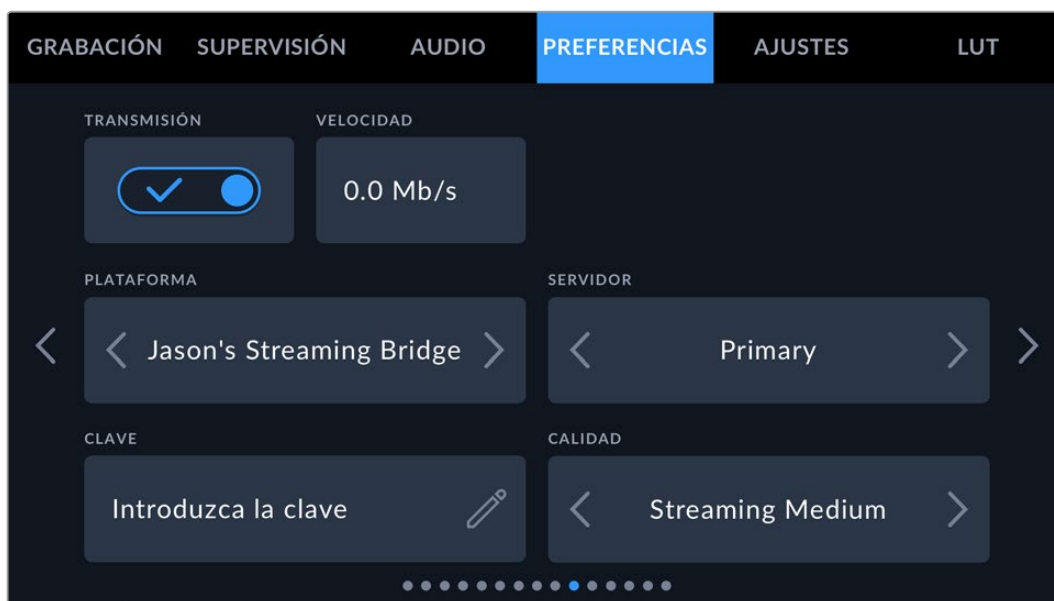 GRABACIÓN SUPERVISIÓN AUDIO PREFERENCIAS AJUSTES LUT
TRANSMISIÓN VELOCIDAD
0.0 Mb/s
PLATAFORMA SERVIDOR
Jason's Streaming Bridge Primary
CLAVE CALIDAD
Introduzca la clave Streaming Medium